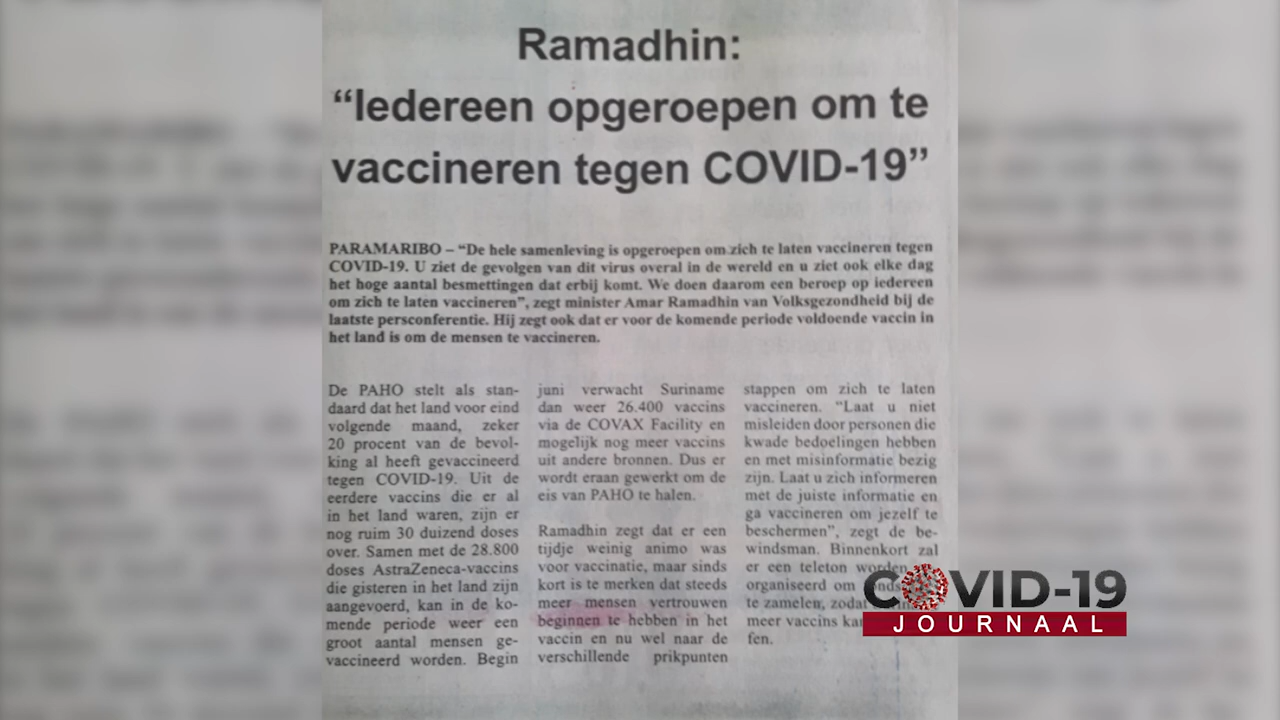 Ramadhin:
“Iedereen opgeroepen om te
vaccineren tegen COVID-19”
PARAMARIBO – “De hele samenleving is opgeroepen om zich te laten vaccineren tegen
COVID-19. U ziet de gevolgen van dit virus overal in de wereld en u ziet ook elke dag
het hoge aantal besmettingen dat erbij komt. We doen daarom een beroep op iedereen
om zich te laten vaccineren”, zegt minister Amar Ramadhin van Volksgezondheid bij de
laatste persconferentie. Hij zegt ook dat er voor de komende periode voldoende vaccin in
het land is om de mensen te vaccineren.
De PAHO stelt als stan-
daard dat het land voor eind
volgende maand, zeker
20 procent van de bevol-
king al heeft gevaccineerd
tegen COVID-19. Uit de
eerdere vaccins die er al
in het land waren, zijn er
nog ruim 30 duizend doses
over. Samen met de 28.800
doses AstraZeneca-vaccins
die gisteren in het land zijn
aangevoerd, kan in de ko-
mende periode weer een
groot aantal mensen ge-
vaccineerd worden. Begin
juni verwacht Suriname
dan weer 26.400 vaccins
via de COVAX Facility en
mogelijk nog meer vaccins
uit andere bronnen. Dus er
wordt eraan gewerkt om de
eis van PAHO te halen.
Ramadhin zegt dat er een
tijdje weinig animo was
voor vaccinatie, maar sinds
kort is te merken dat steeds
meer mensen vertrouwen
beginnen te hebben in het
vaccin en nu wel naar de
verschillende prikpunten
stappen om zich te laten
vaccineren. “Laat u niet
misleiden door personen die
kwade bedoelingen hebben
en met misinformatie bezig
zijn. Laat u zich informeren
met de juiste informatie en
ga vaccineren om jezelf te
beschermen”, zegt de be-
windsman. Binnenkort zal
er een teleton worden
organiseerd om
te zamelen, zodat
meer vaccins
fen.
COVID-19
JOURNAAL